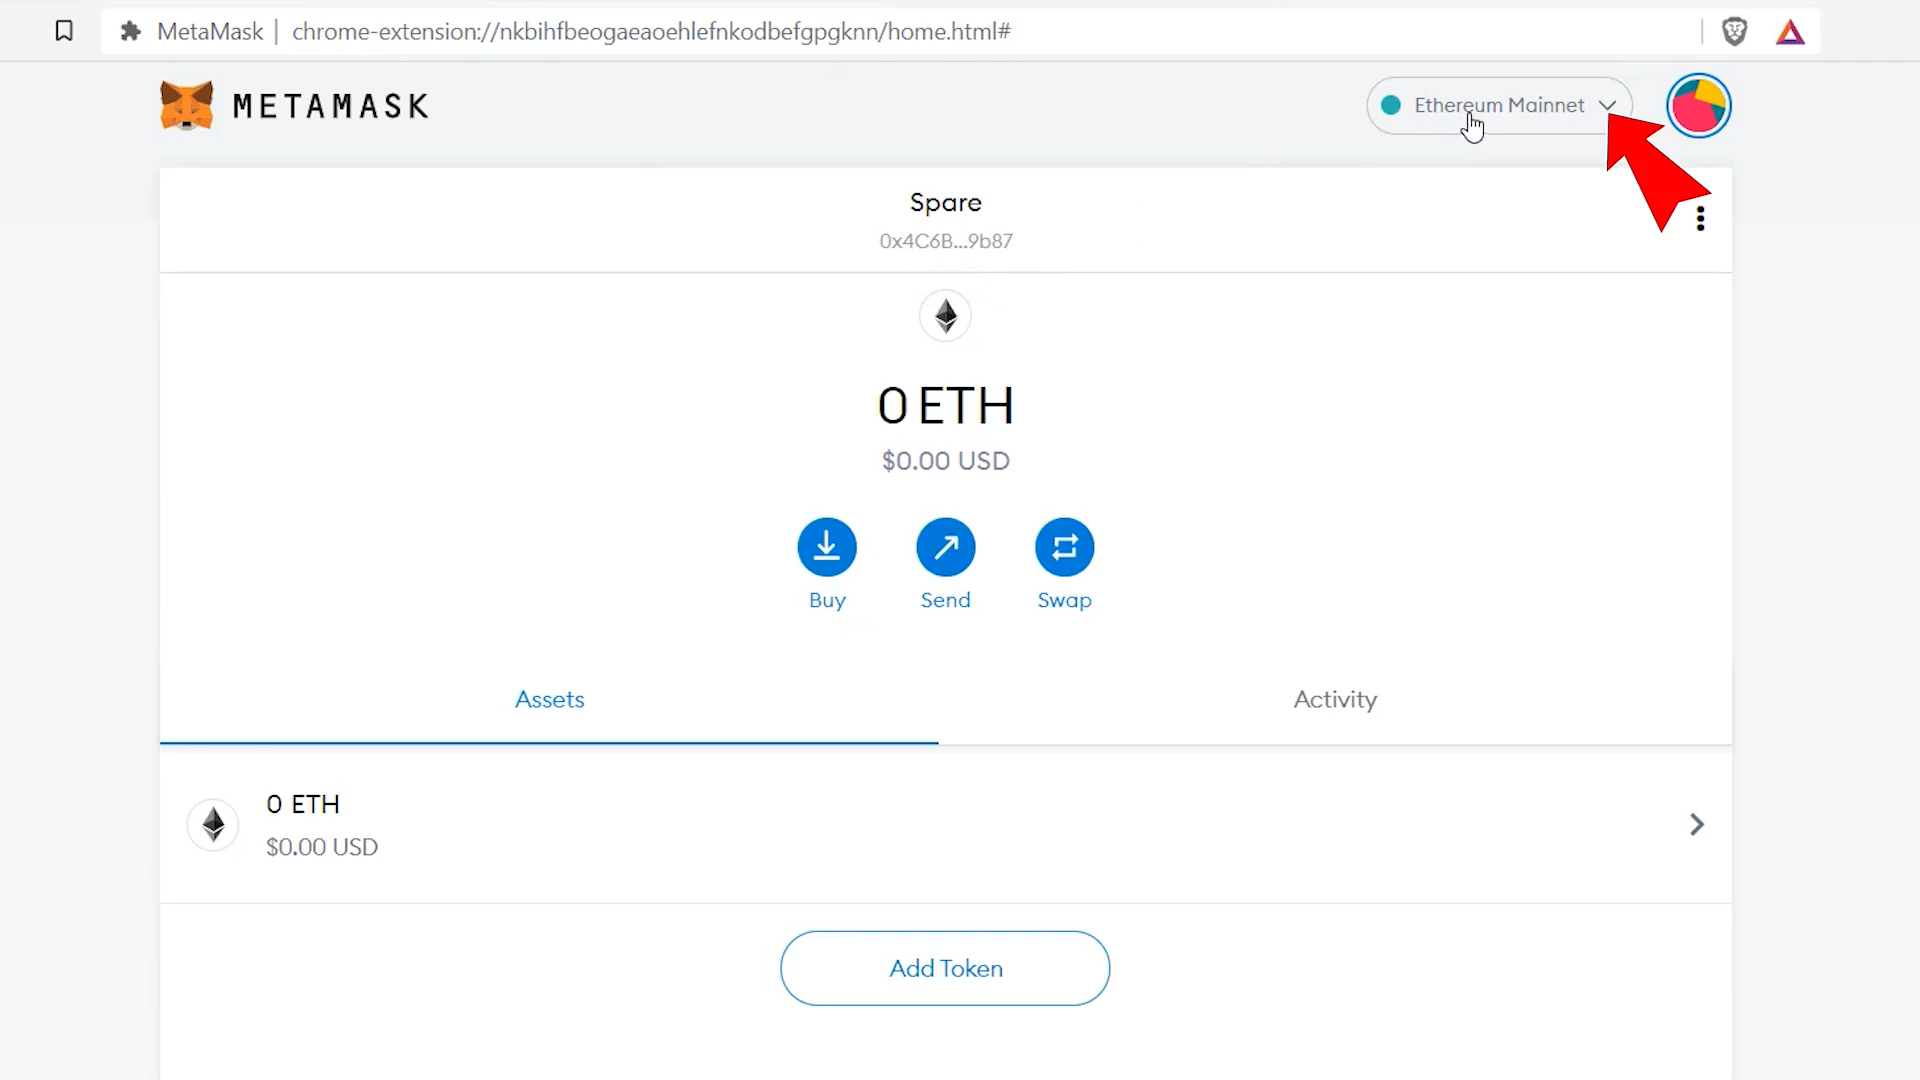 MetaMask | chrome-extension://nkbihfbeogaeaoehlefnkodbefgpgknn/home.html#
METAMASK
Ethereum Mainnet
Spare
0x4C6B...9b87
0 ETH
$0.00 USD
Buy Send Swap
Assets Activity
0 ETH
$0.00 USD
Add Token